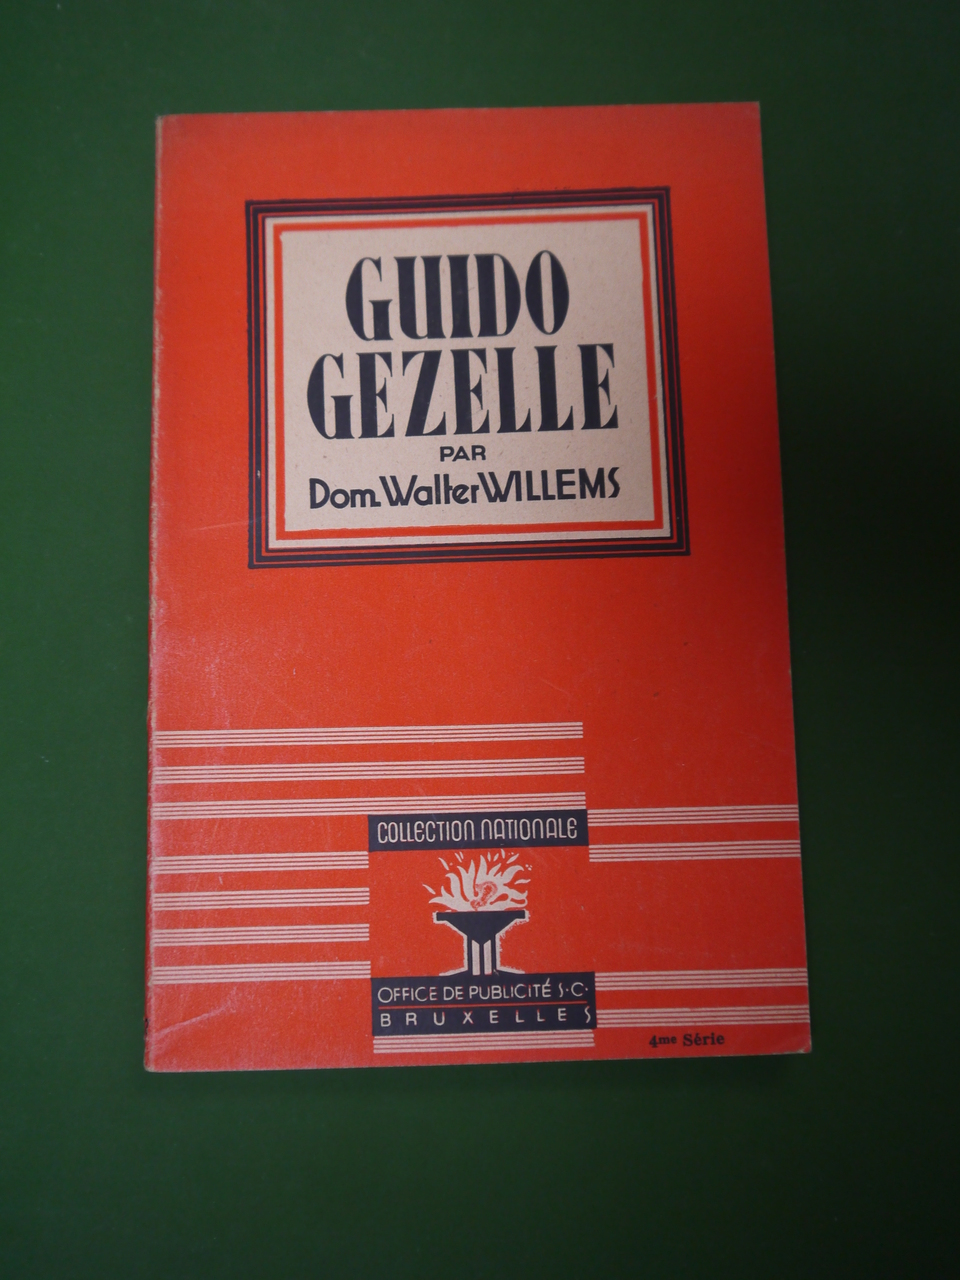 GUIDO
GEZELLE
PAR
Dom. Walter WILLEMS
COLLECTION NATIONALE
OFFICE DE PUBLICITÉ S.C.
BRUXELLES
4me Série